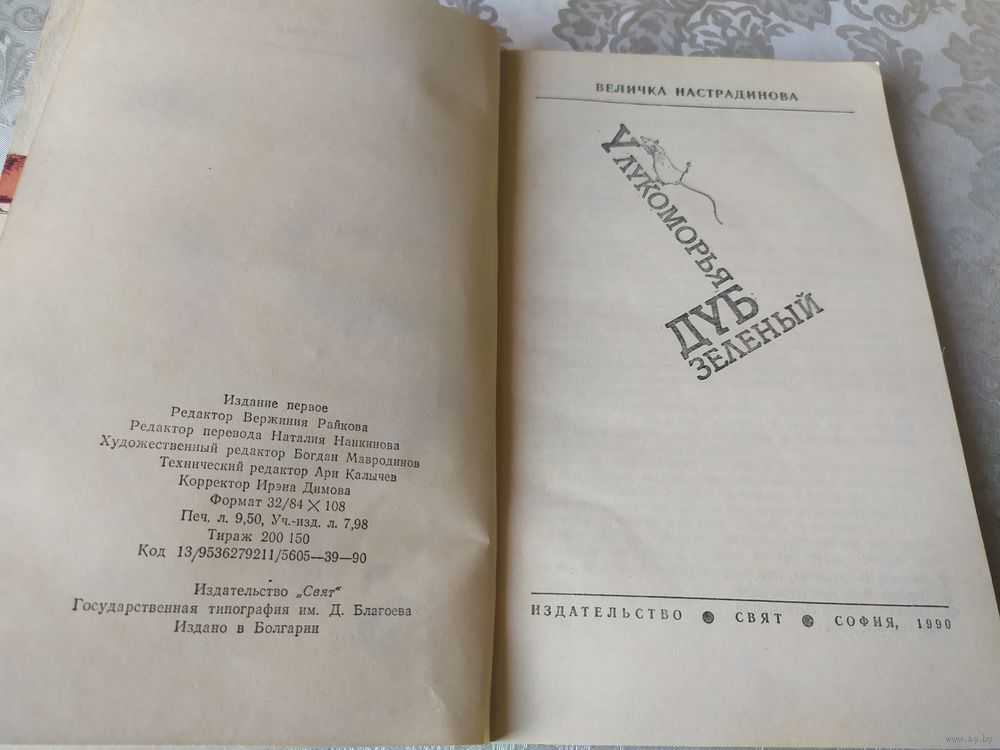 Издание первое
Редактор Вержиния Райкова
Редактор перевода Наталия Нанкинова
Художественный редактор Богдан Мавродинов
Технический редактор Ари Калычев
Корректор Ирэна Димова
Формат 32/84 × 108
Печ. л. 9,50, Уч.-изд. л. 7,98
Тираж 200 150
Код 13/9536279211/5605—39—90
Издательство „Свят“
Государственная типография им. Д. Благоева
Издано в Болгарии
ВЕЛИЧКА НАСТРАДИНОВА
У ЛУКОМОРЬЯ
ДУБ
ЗЕЛЕНЫЙ
ИЗДАТЕЛЬСТВО ● СВЯТ ● СОФИЯ, 1990
www.ay.by